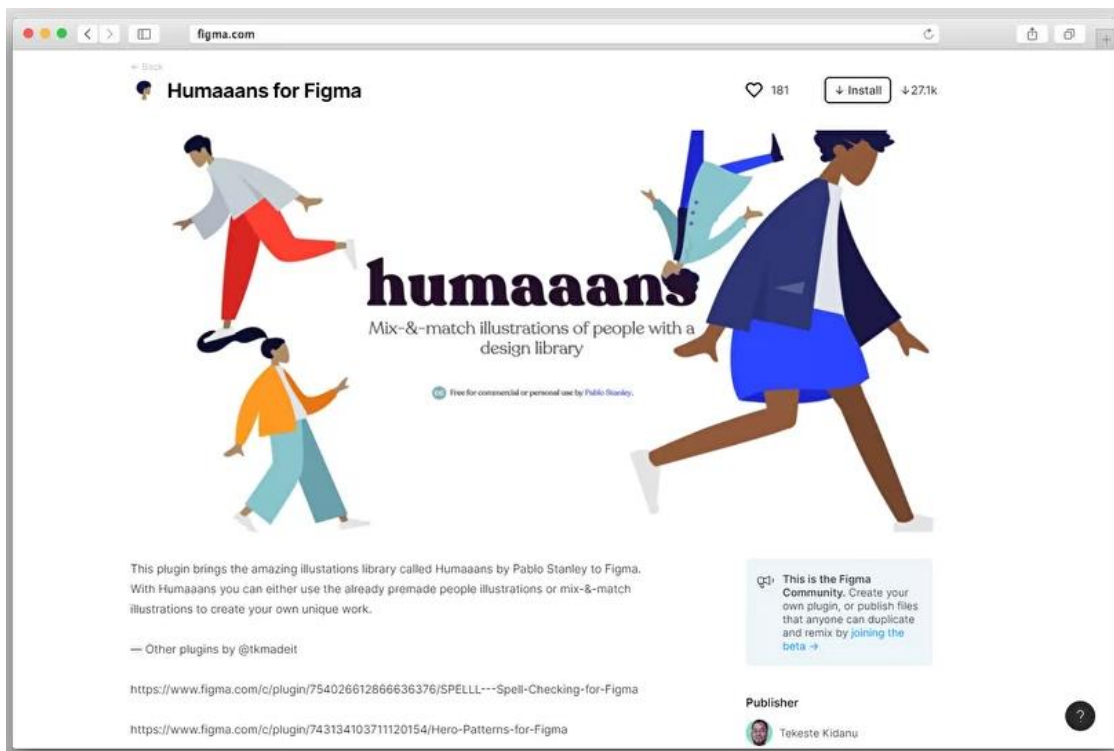 figma.com
← Back
Humaaans for Figma
181
↓ Install
↓27.1k
humaaans
Mix-&-match illustrations of people with a
design library
Free for commercial or personal use by Pablo Stanley.
This plugin brings the amazing illustations library called Humaaans by Pablo Stanley to Figma.
With Humaaans you can either use the already premade people illustrations or mix-&-match
illustrations to create your own unique work.
— Other plugins by @tkmadeit
https://www.figma.com/c/plugin/754026612866636376/SPELLL---Spell-Checking-for-Figma
https://www.figma.com/c/plugin/743134103711120154/Hero-Patterns-for-Figma
This is the Figma
Community. Create your
own plugin, or publish files
that anyone can duplicate
and remix by joining the
beta →
Publisher
Tekeste Kidanu
?